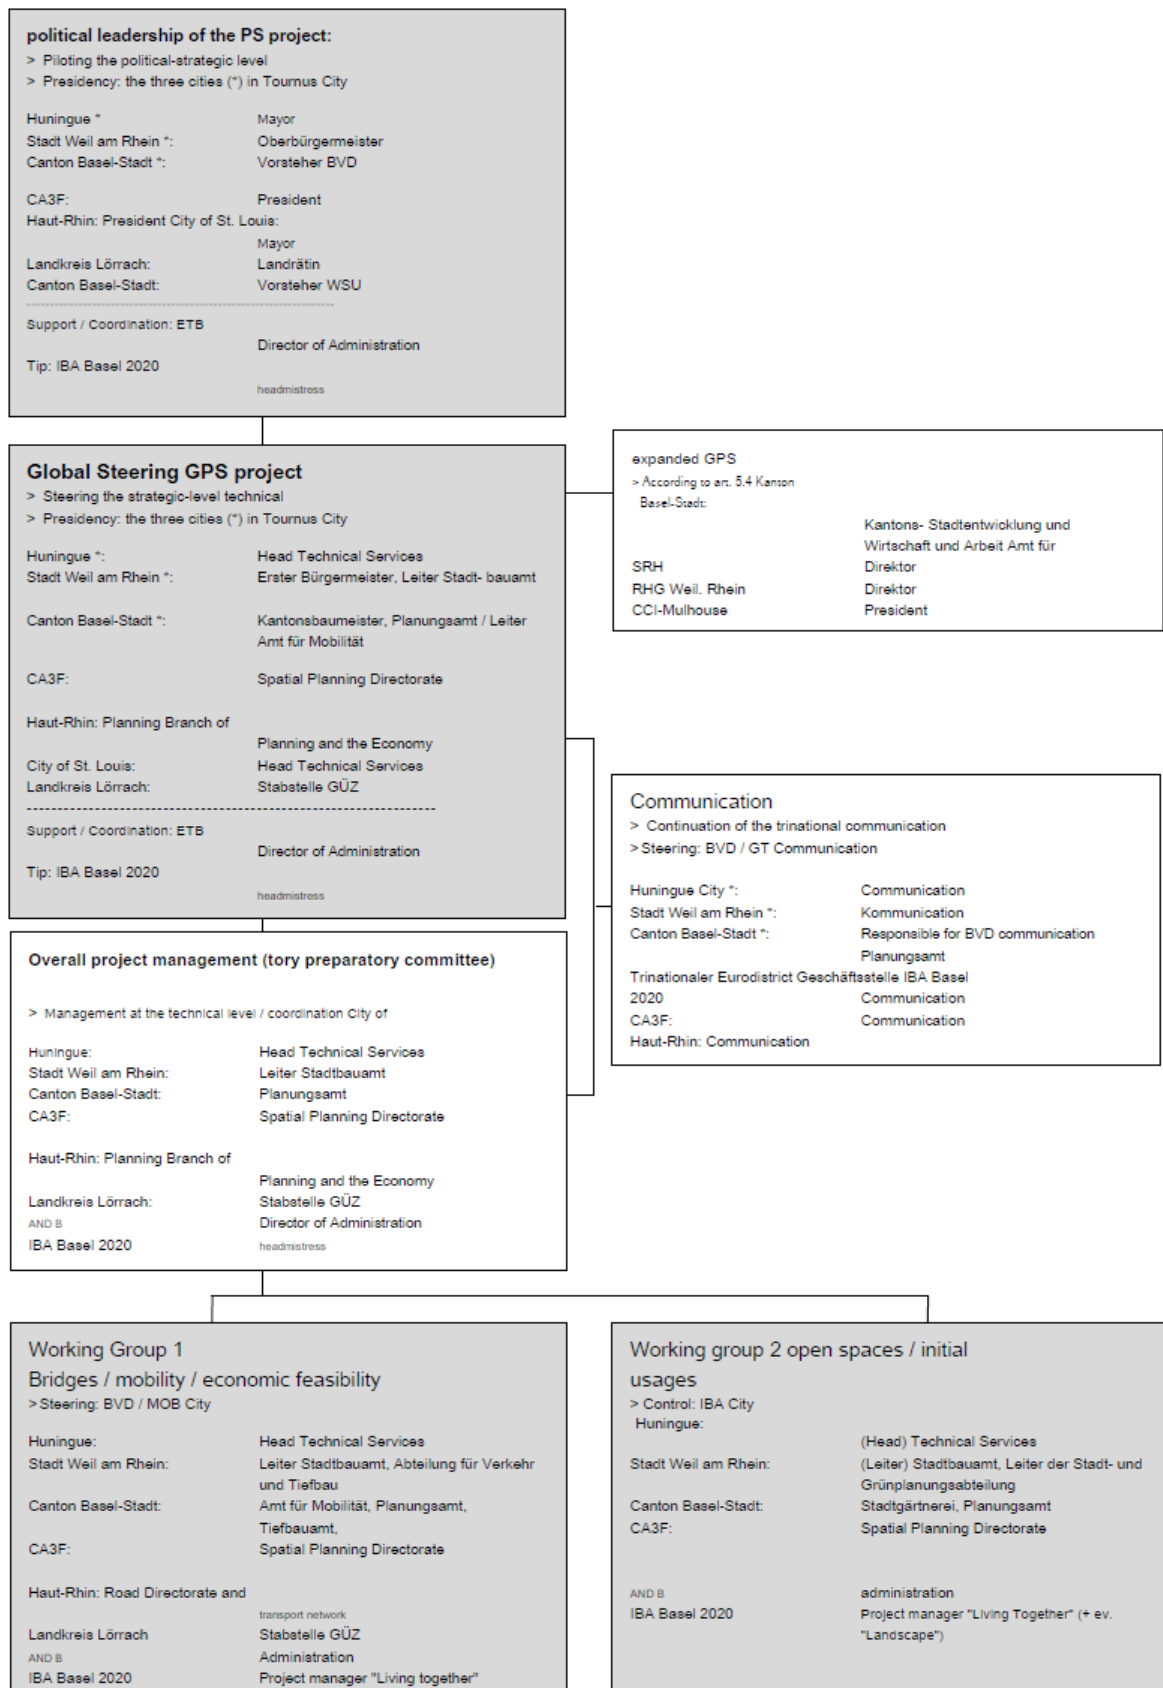 political leadership of the PS project:
> Piloting the political-strategic level
> Presidency: the three cities (*) in Tournus City
Huningue * Mayor
Stadt Weil am Rhein *: Oberbürgermeister
Canton Basel-Stadt *: Vorsteher BVD
CA3F: President
Haut-Rhin: President City of St. Louis:
Mayor
Landkreis Lörrach: Landrätin
Canton Basel-Stadt: Vorsteher WSU
Support / Coordination: ETB
Director of Administration
Tip: IBA Basel 2020
headmistress
Global Steering GPS project
> Steering the strategic-level technical
> Presidency: the three cities (*) in Tournus City
Huningue *: Head Technical Services
Stadt Weil am Rhein *: Erster Bürgermeister, Leiter Stadt- bauamt
Canton Basel-Stadt *: Kantonsbaumeister, Planungsamt / Leiter
Amt für Mobilität
CA3F: Spatial Planning Directorate
Haut-Rhin: Planning Branch of
Planning and the Economy
City of St. Louis: Head Technical Services
Landkreis Lörrach: Stabstelle GÜZ
Support / Coordination: ETB
Director of Administration
Tip: IBA Basel 2020
headmistress
expanded GPS
> According to art. 5.4 Kanton
Basel-Stadt:
Kantons- Stadtentwicklung und
Wirtschaft und Arbeit Amt für
SRH Direktor
RHG Weil. Rhein Direktor
CCI-Mulhouse President
Communication
> Continuation of the trinational communication
> Steering: BVD / GT Communication
Huningue City *: Communication
Stadt Weil am Rhein *: Kommunication
Canton Basel-Stadt *: Responsible for BVD communication
Planungsamt
Trinationaler Eurodistrict Geschäftsstelle IBA Basel
2020 Communication
CA3F: Communication
Haut-Rhin: Communication
Overall project management (tory preparatory committee)
> Management at the technical level / coordination City of
Huningue: Head Technical Services
Stadt Weil am Rhein: Leiter Stadtbauamt
Canton Basel-Stadt: Planungsamt
CA3F: Spatial Planning Directorate
Haut-Rhin: Planning Branch of
Planning and the Economy
Landkreis Lörrach: Stabstelle GÜZ
AND B Director of Administration
IBA Basel 2020 headmistress
Working Group 1
Bridges / mobility / economic feasibility
> Steering: BVD / MOB City
Huningue: Head Technical Services
Stadt Weil am Rhein: Leiter Stadtbauamt, Abteilung für Verkehr
und Tiefbau
Canton Basel-Stadt: Amt für Mobilität, Planungsamt,
Tiefbauamt,
CA3F: Spatial Planning Directorate
Haut-Rhin: Road Directorate and
transport network
Landkreis Lörrach Stabstelle GÜZ
AND B Administration
IBA Basel 2020 Project manager "Living together"
Working group 2 open spaces / initial
usages
> Control: IBA City
Huningue:
(Head) Technical Services
Stadt Weil am Rhein: (Leiter) Stadtbauamt, Leiter der Stadt- und
Grünplanungsabteilung
Canton Basel-Stadt: Stadtgärtnerei, Planungsamt
CA3F: Spatial Planning Directorate
AND B administration
IBA Basel 2020 Project manager "Living Together" (+ ev.
"Landscape")